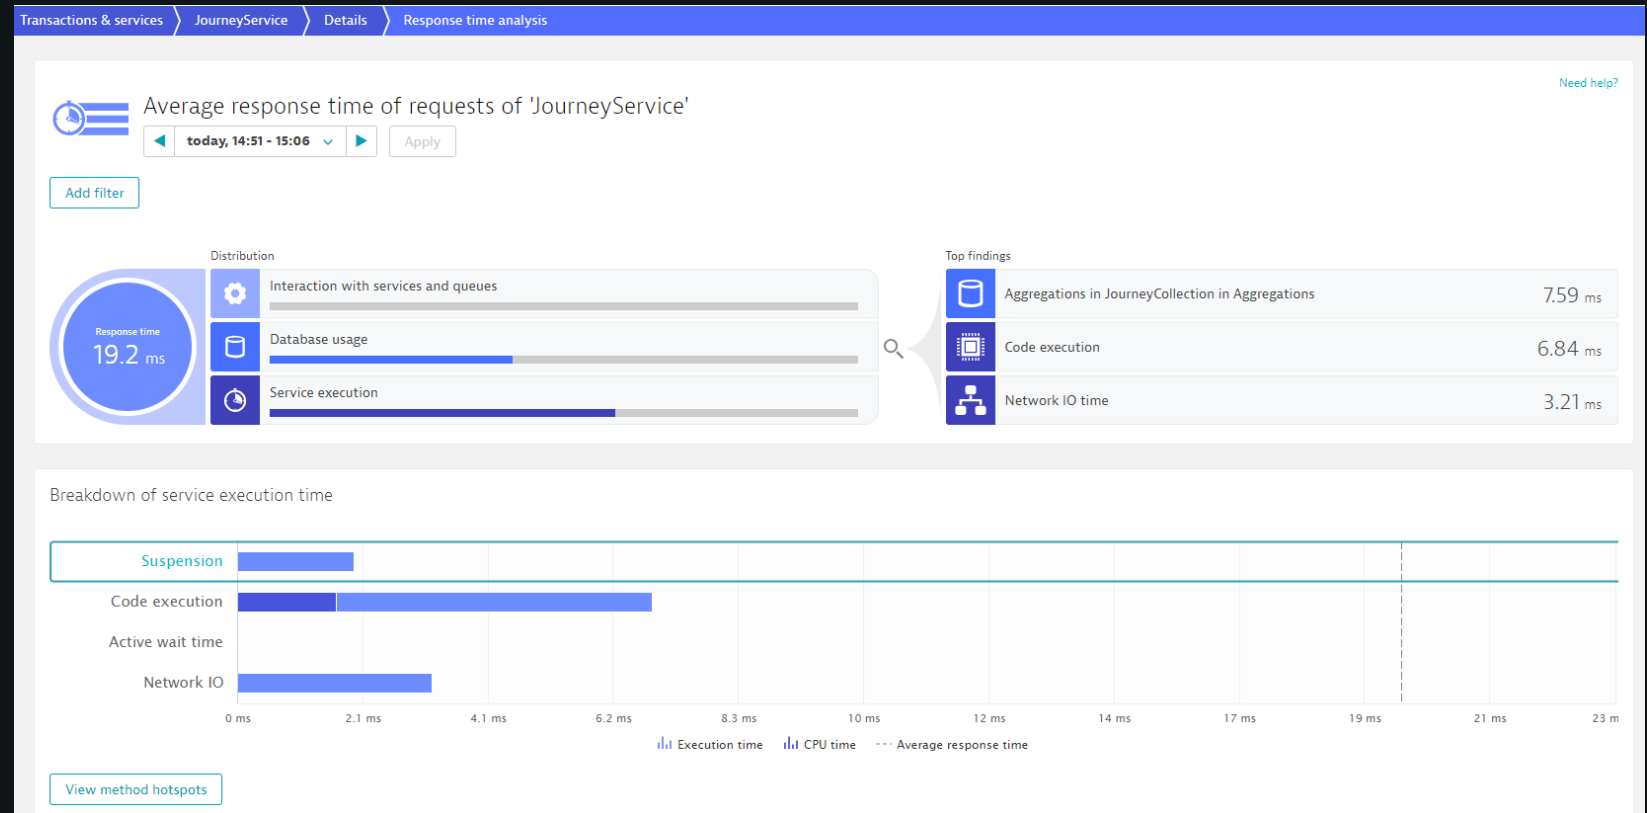 Transactions & services
JourneyService
Details
Response time analysis
Need help?
Average response time of requests of 'JourneyService'
today, 14:51 - 15:06
Apply
Add filter
Distribution
Response time
19.2 ms
Interaction with services and queues
Database usage
Service execution
Top findings
Aggregations in JourneyCollection in Aggregations
7.59 ms
Code execution
6.84 ms
Network IO time
3.21 ms
Breakdown of service execution time
Suspension
Code execution
Active wait time
Network IO
0 ms
2.1 ms
4.1 ms
6.2 ms
8.3 ms
10 ms
12 ms
14 ms
17 ms
19 ms
21 ms
23 m
Execution time
CPU time
Average response time
View method hotspots